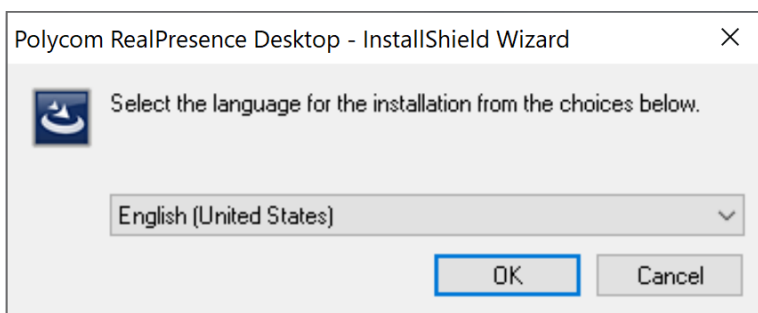 Polycom RealPresence Desktop - InstallShield Wizard
Select the language for the installation from the choices below.
English (United States)
OK Cancel